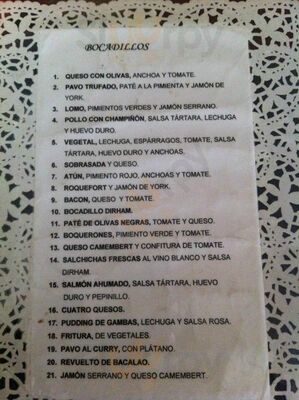 BOCADILLOS
1. QUESO CON OLIVAS, ANCHOA Y TOMATE.
2. PAVO TRUFADO, PATÉ A LA PIMIENTA Y JAMÓN DE
YORK.
3. LOMO, PIMIENTOS VERDES Y JAMÓN SERRANO.
4. POLLO CON CHAMPIÑÓN, SALSA TÁRTARA, LECHUGA
Y HUEVO DURO.
5. VEGETAL, LECHUGA, ESPÁRRAGOS, TOMATE, SALSA
TÁRTARA, HUEVO DURO Y ANCHOAS.
6. SOBRASADA Y QUESO.
7. ATÚN, PIMIENTO ROJO, ANCHOAS Y TOMATE.
8. ROQUEFORT Y JAMÓN DE YORK.
9. BACON, QUESO Y TOMATE.
10. BOCADILLO DIRHAM.
11. PATÉ DE OLIVAS NEGRAS, TOMATE Y QUESO.
12. BOQUERONES, PIMIENTO VERDE Y TOMATE.
13. QUESO CAMEMBERT Y CONFITURA DE TOMATE.
14. SALCHICHAS FRESCAS AL VINO BLANCO Y SALSA
DIRHAM.
15. SALMÓN AHUMADO, SALSA TÁRTARA, HUEVO
DURO Y PEPINILLO.
16. CUATRO QUESOS.
17. PUDDING DE GAMBAS, LECHUGA Y SALSA ROSA.
18. FRITURA, DE VEGETALES.
19. PAVO AL CURRY, CON PLÁTANO.
20. REVUELTO DE BACALAO.
21. JAMÓN SERRANO Y QUESO CAMEMBERT.